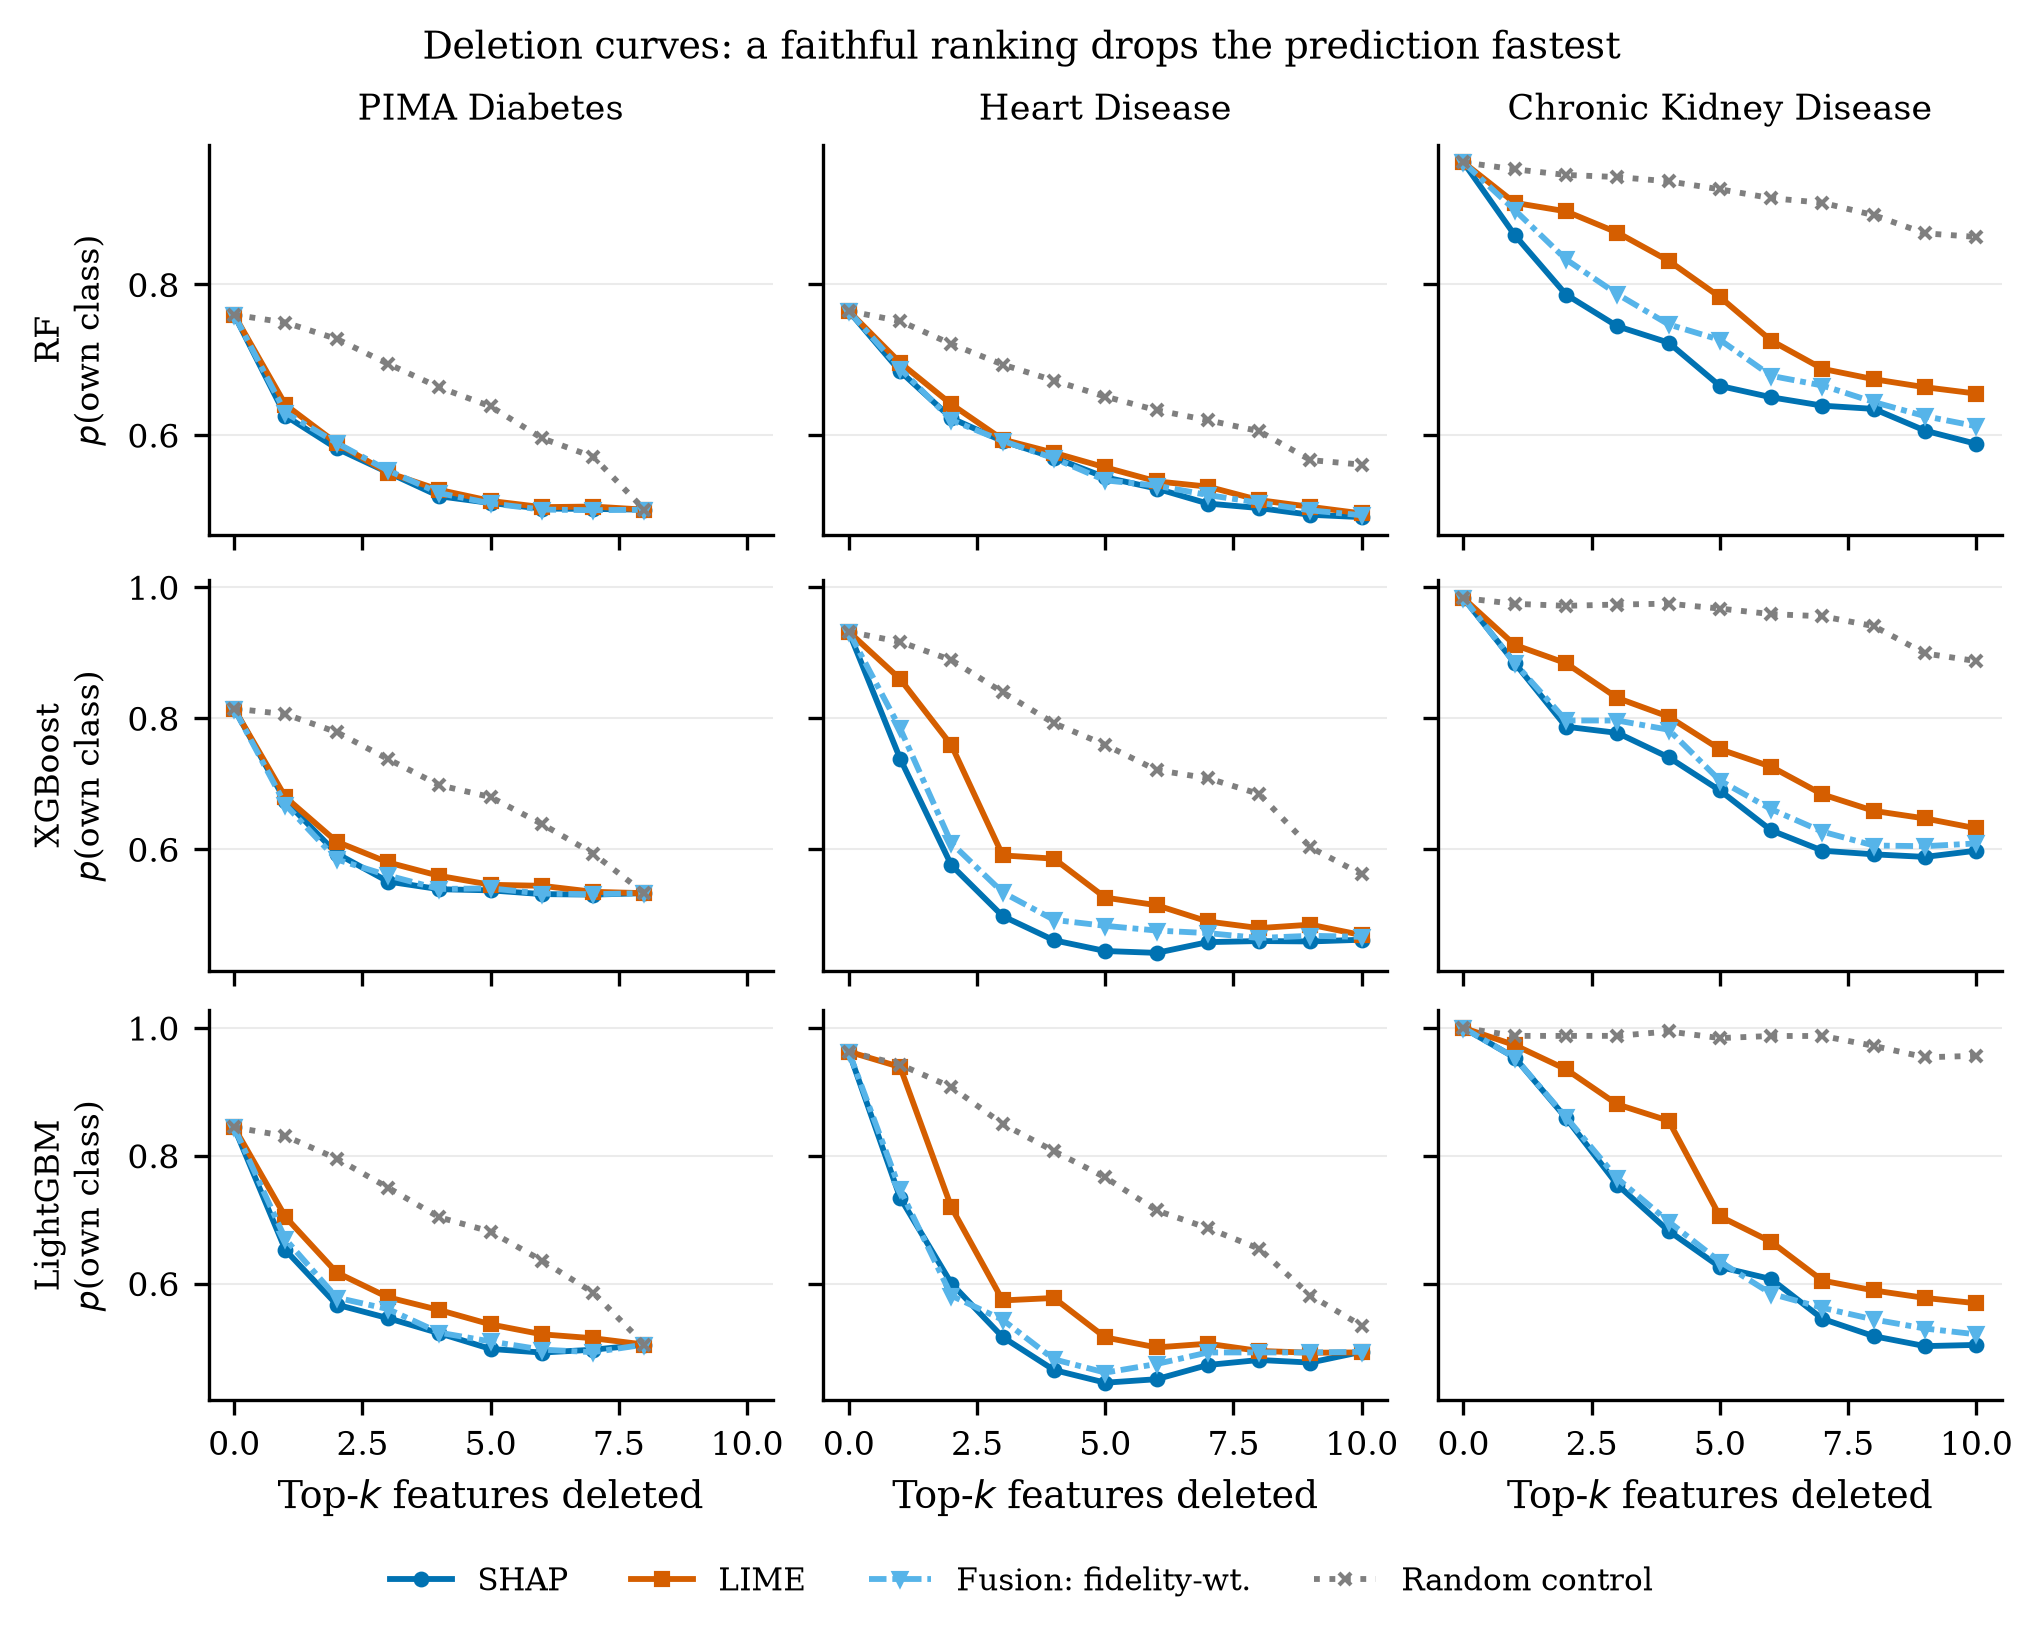 Deletion curves: a faithful ranking drops the prediction fastest
PIMA Diabetes
Heart Disease
Chronic Kidney Disease
RF
p(own class)
0.8
0.6
XGBoost
p(own class)
1.0
0.8
0.6
LightGBM
p(own class)
1.0
0.8
0.6
0.0 2.5 5.0 7.5 10.0
0.0 2.5 5.0 7.5 10.0
0.0 2.5 5.0 7.5 10.0
Top-k features deleted
Top-k features deleted
Top-k features deleted
SHAP
LIME
Fusion: fidelity-wt.
Random control